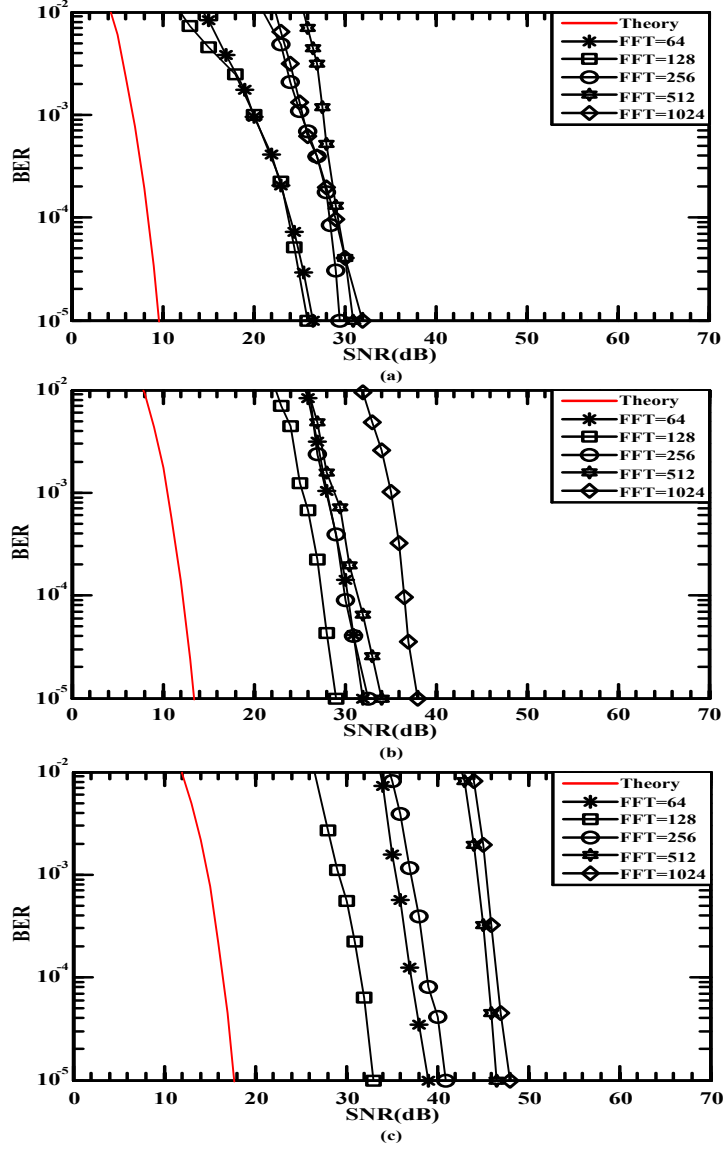 10-2
10-3
10-4
10-5
BER
Theory
FFT=64
FFT=128
FFT=256
FFT=512
FFT=1024
0 10 20 30 40 50 60 70
SNR(dB)
(a)
10-2
10-3
10-4
10-5
BER
Theory
FFT=64
FFT=128
FFT=256
FFT=512
FFT=1024
0 10 20 30 40 50 60 70
SNR(dB)
(b)
10-2
10-3
10-4
10-5
BER
Theory
FFT=64
FFT=128
FFT=256
FFT=512
FFT=1024
0 10 20 30 40 50 60 70
SNR(dB)
(c)